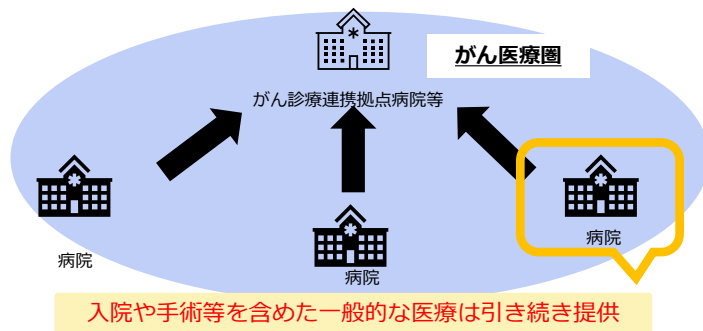 がん医療圏
がん診療連携拠点病院等
病院
病院
病院
入院や手術等を含めた一般的な医療は引き続き提供